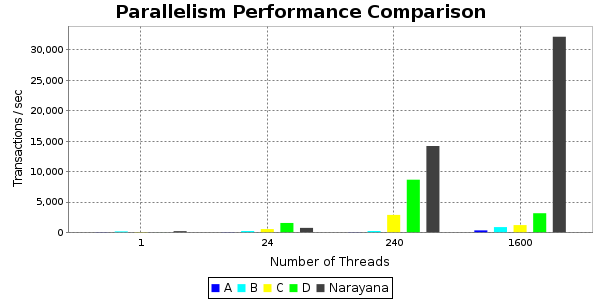 Parallelism Performance Comparison
30,000
25,000
20,000
15,000
10,000
5,000
0
Transactions / sec
1 24 240 1600
Number of Threads
A B C D Narayana